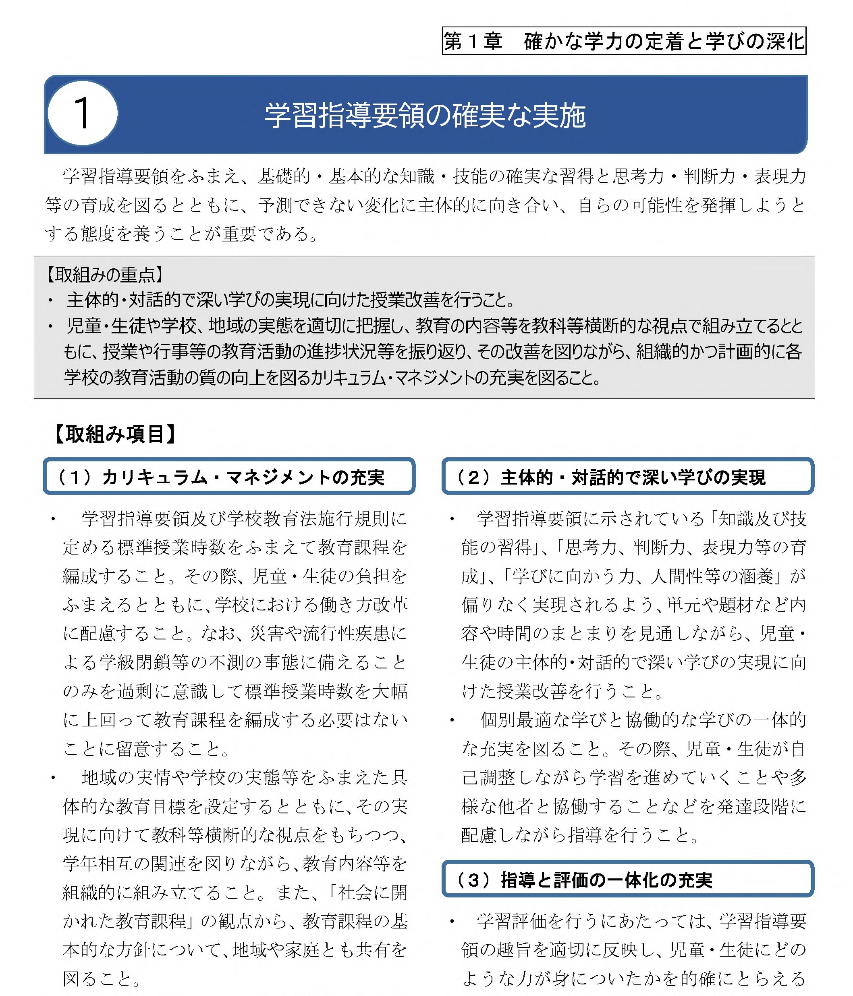 第１章　確かな学力の定着と学びの深化
1
学習指導要領の確実な実施
学習指導要領をふまえ、基礎的・基本的な知識・技能の確実な習得と思考力・判断力・表現力
等の育成を図るとともに、予測できない変化に主体的に向き合い、自らの可能性を発揮しようと
する態度を養うことが重要である。
【取組みの重点】
・ 主体的・対話的で深い学びの実現に向けた授業改善を行うこと。
・ 児童・生徒や学校、地域の実態を適切に把握し、教育の内容等を教科等横断的な視点で組み立てるとと
もに、授業や行事等の教育活動の進捗状況等を振り返り、その改善を図りながら、組織的かつ計画的に各
学校の教育活動の質の向上を図るカリキュラム・マネジメントの充実を図ること。
【取組み項目】
（１）カリキュラム・マネジメントの充実
・ 学習指導要領及び学校教育法施行規則に
定める標準授業時数をふまえて教育課程を
編成すること。その際、児童・生徒の負担を
ふまえるとともに、学校における働き方改革
に配慮すること。なお、災害や流行性疾患に
よる学級閉鎖等の不測の事態に備えること
のみを過剰に意識して標準授業時数を大幅
に上回って教育課程を編成する必要はない
ことに留意すること。
・ 地域の実情や学校の実態等をふまえた具
体的な教育目標を設定するとともに、その実
現に向けて教科等横断的な視点をもちつつ、
学年相互の関連を図りながら、教育内容等を
組織的に組み立てること。また、「社会に開
かれた教育課程」の観点から、教育課程の基
本的な方針について、地域や家庭とも共有を
図ること。
（２）主体的・対話的で深い学びの実現
・ 学習指導要領に示されている「知識及び技
能の習得」、「思考力、判断力、表現力等の育
成」、「学びに向かう力、人間性等の涵養」が
偏りなく実現されるよう、単元や題材など内
容や時間のまとまりを見通しながら、児童・
生徒の主体的・対話的で深い学びの実現に向
けた授業改善を行うこと。
・ 個別最適な学びと協働的な学びの一体的
な充実を図ること。その際、児童・生徒が自
己調整しながら学習を進めていくことや多
様な他者と協働することなどを発達段階に
配慮しながら指導を行うこと。
（３）指導と評価の一体化の充実
・ 学習評価を行うにあたっては、学習指導要
領の趣旨を適切に反映し、児童・生徒にどの
ような力が身についたかを的確にとらえる